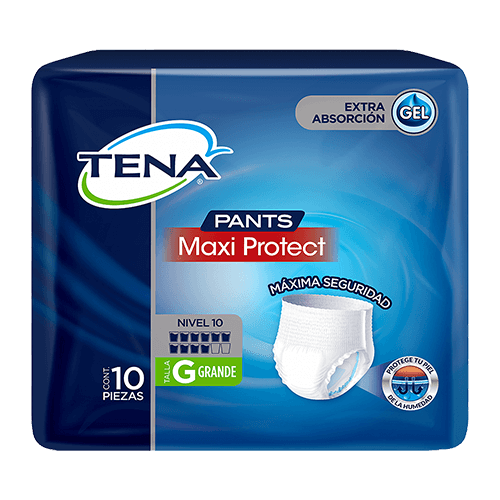 EXTRA
ABSORCIÓN
GEL
TENA
®
PANTS
Maxi Protect
MÁXIMA SEGURIDAD
NIVEL 10
TALLA
G GRANDE
CONT. 10
PIEZAS
PROTEGE TU PIEL
DE LA HUMEDAD